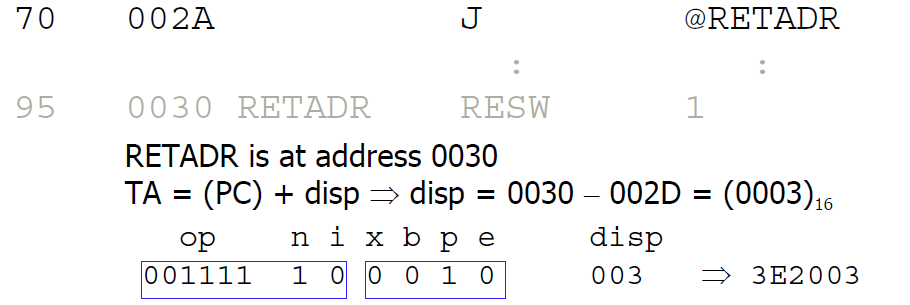 70 002A J @RETADR
: :
95 0030 RETADR RESW 1
RETADR is at address 0030
TA = (PC) + disp ⇒ disp = 0030 – 002D = (0003)₁₆
op n i x b p e disp
001111 1 0 0 0 1 0 003 ⇒ 3E2003